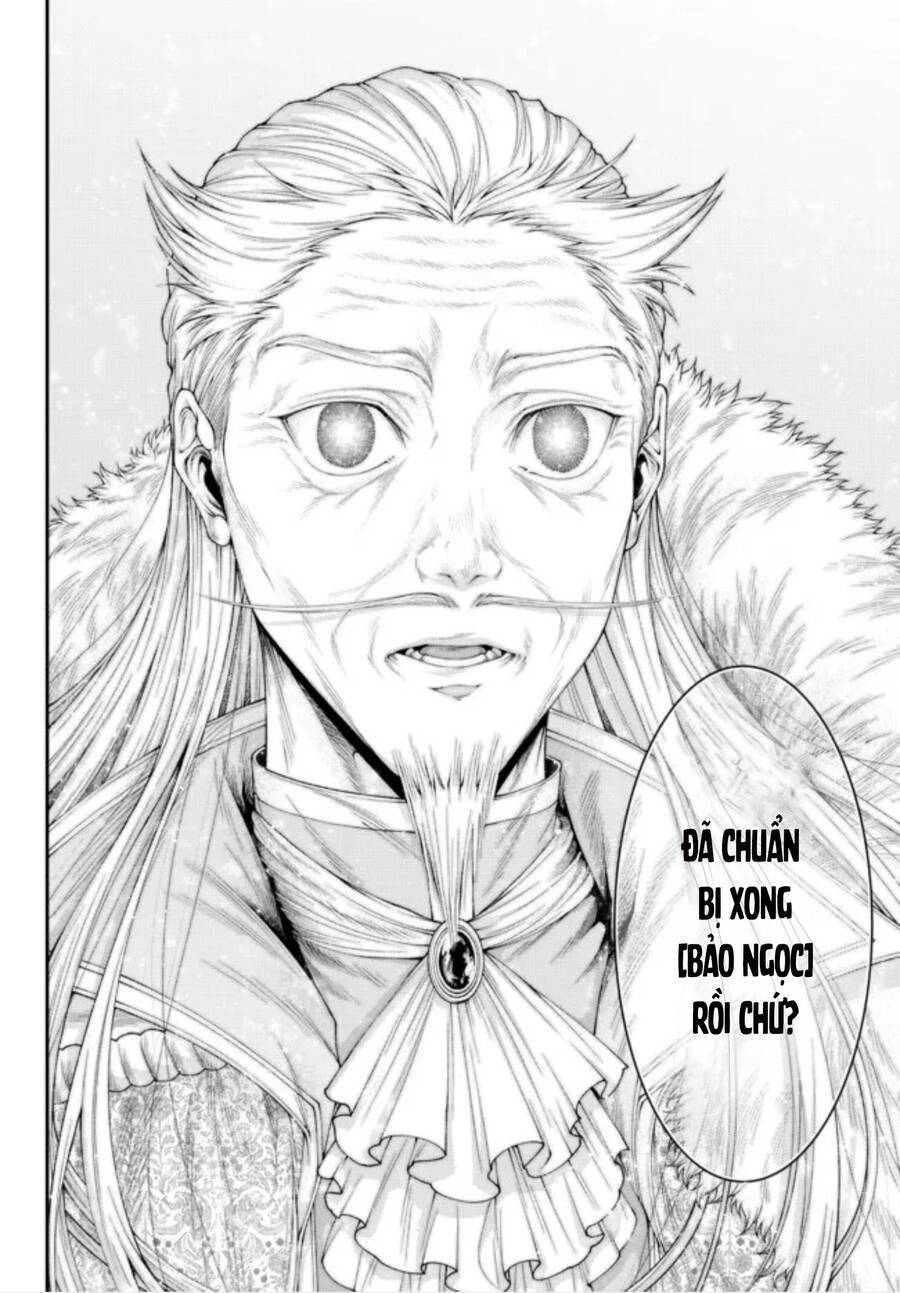 ĐÃ CHUẨN
BỊ XONG
[BẢO NGỌC]
RỒI CHỨ?